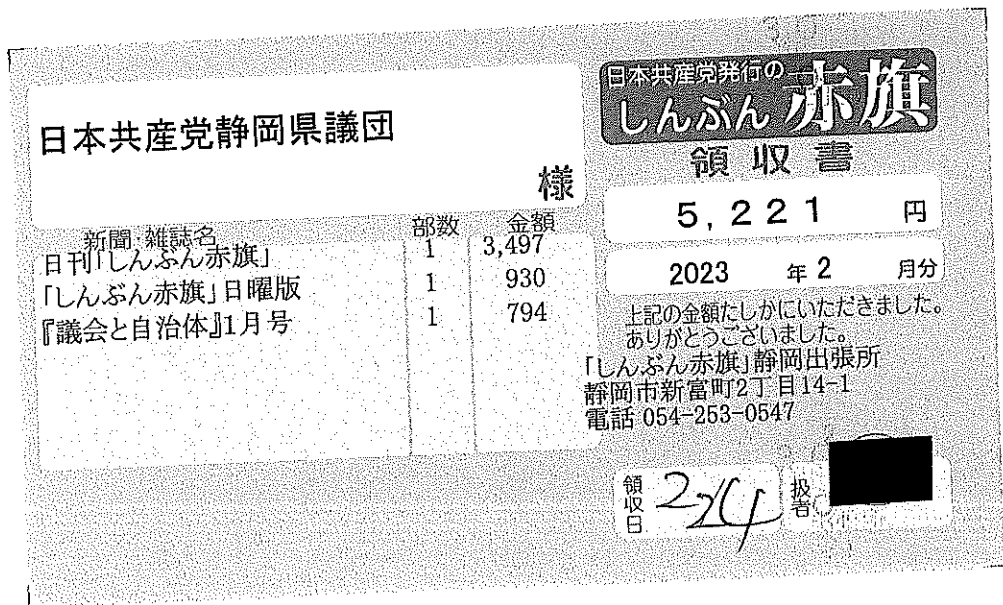 日本共産党静岡県議団
様
新聞・雑誌名 部数 金額
日刊「しんぶん赤旗」 1 3,497
「しんぶん赤旗」日曜版 1 930
『議会と自治体』1月号 1 794
日本共産党発行の
しんぶん赤旗
領収書
5,221 円
2023 年 2 月分
上記の金額たしかにいただきました。
ありがとうございました。
「しんぶん赤旗」静岡出張所
静岡市新富町2丁目14-1
電話 054-253-0547
領収日
扱者